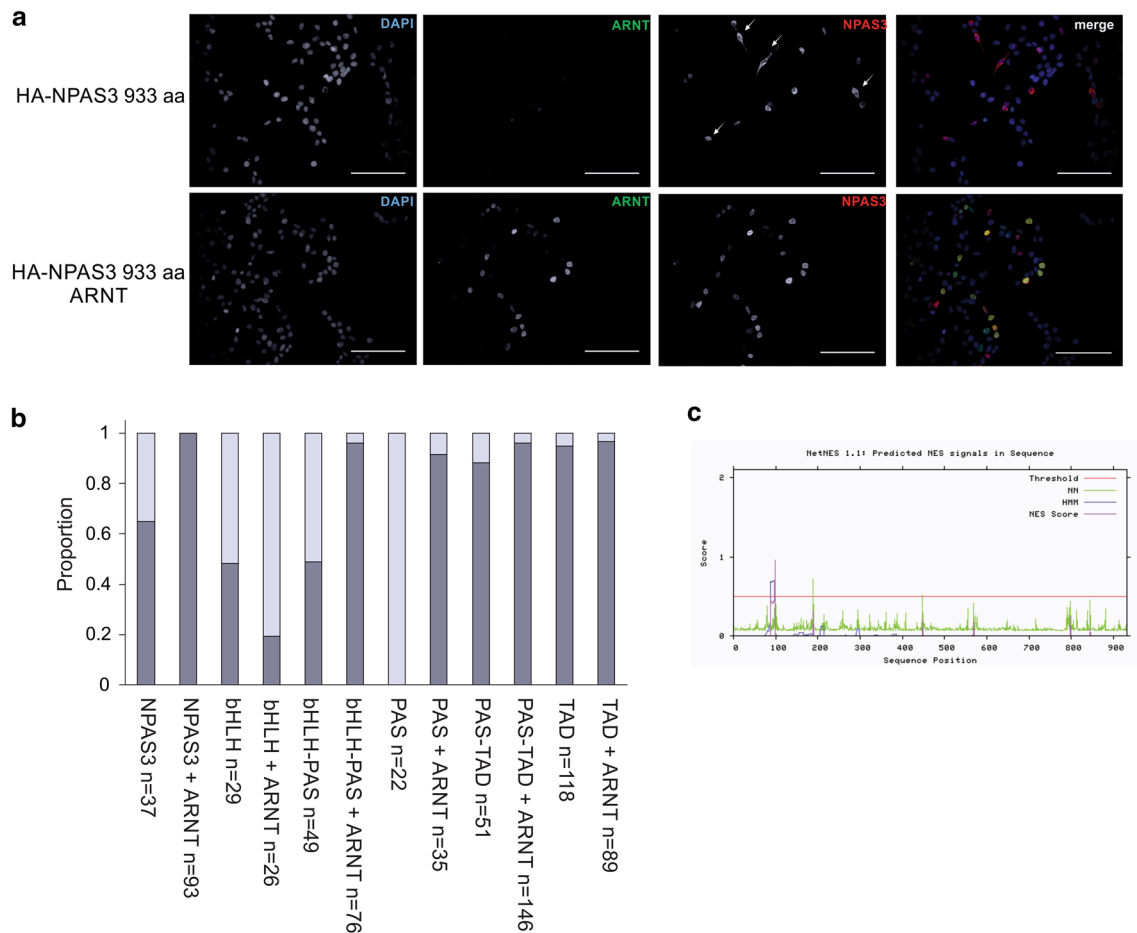 a
DAPI
ARNT
NPAS3
merge
HA-NPAS3 933 aa
DAPI
ARNT
NPAS3
HA-NPAS3 933 aa
ARNT
b
Proportion
1
0.8
0.6
0.4
0.2
0
NPAS3 n=37
NPAS3 + ARNT n=93
bHLH n=29
bHLH + ARNT n=26
bHLH-PAS n=49
bHLH-PAS + ARNT n=76
PAS n=22
PAS + ARNT n=35
PAS-TAD n=51
PAS-TAD + ARNT n=146
TAD n=118
TAD + ARNT n=89
c
NetNES 1.1: Predicted NES signals in Sequence
Threshold
NN
HMM
NES Score
Score
2
1
0
0 100 200 300 400 500 600 700 800 900
Sequence Position